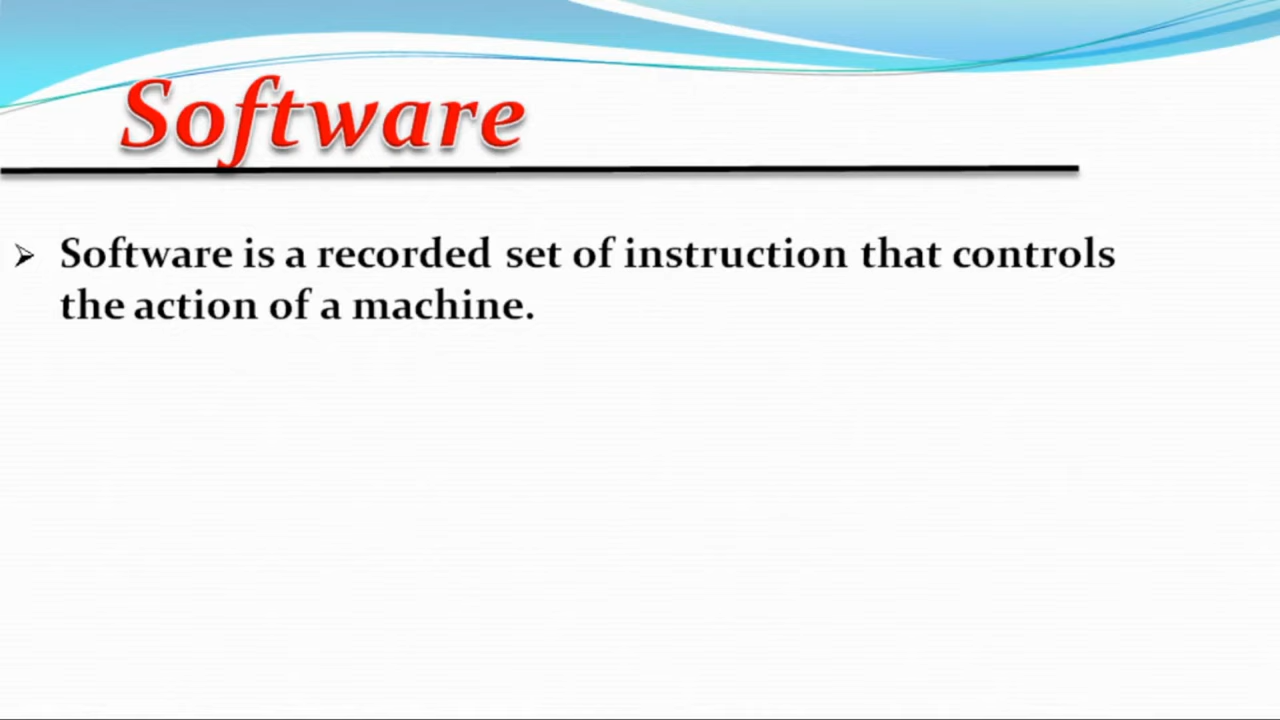 Software
Software is a recorded set of instruction that controls
the action of a machine.